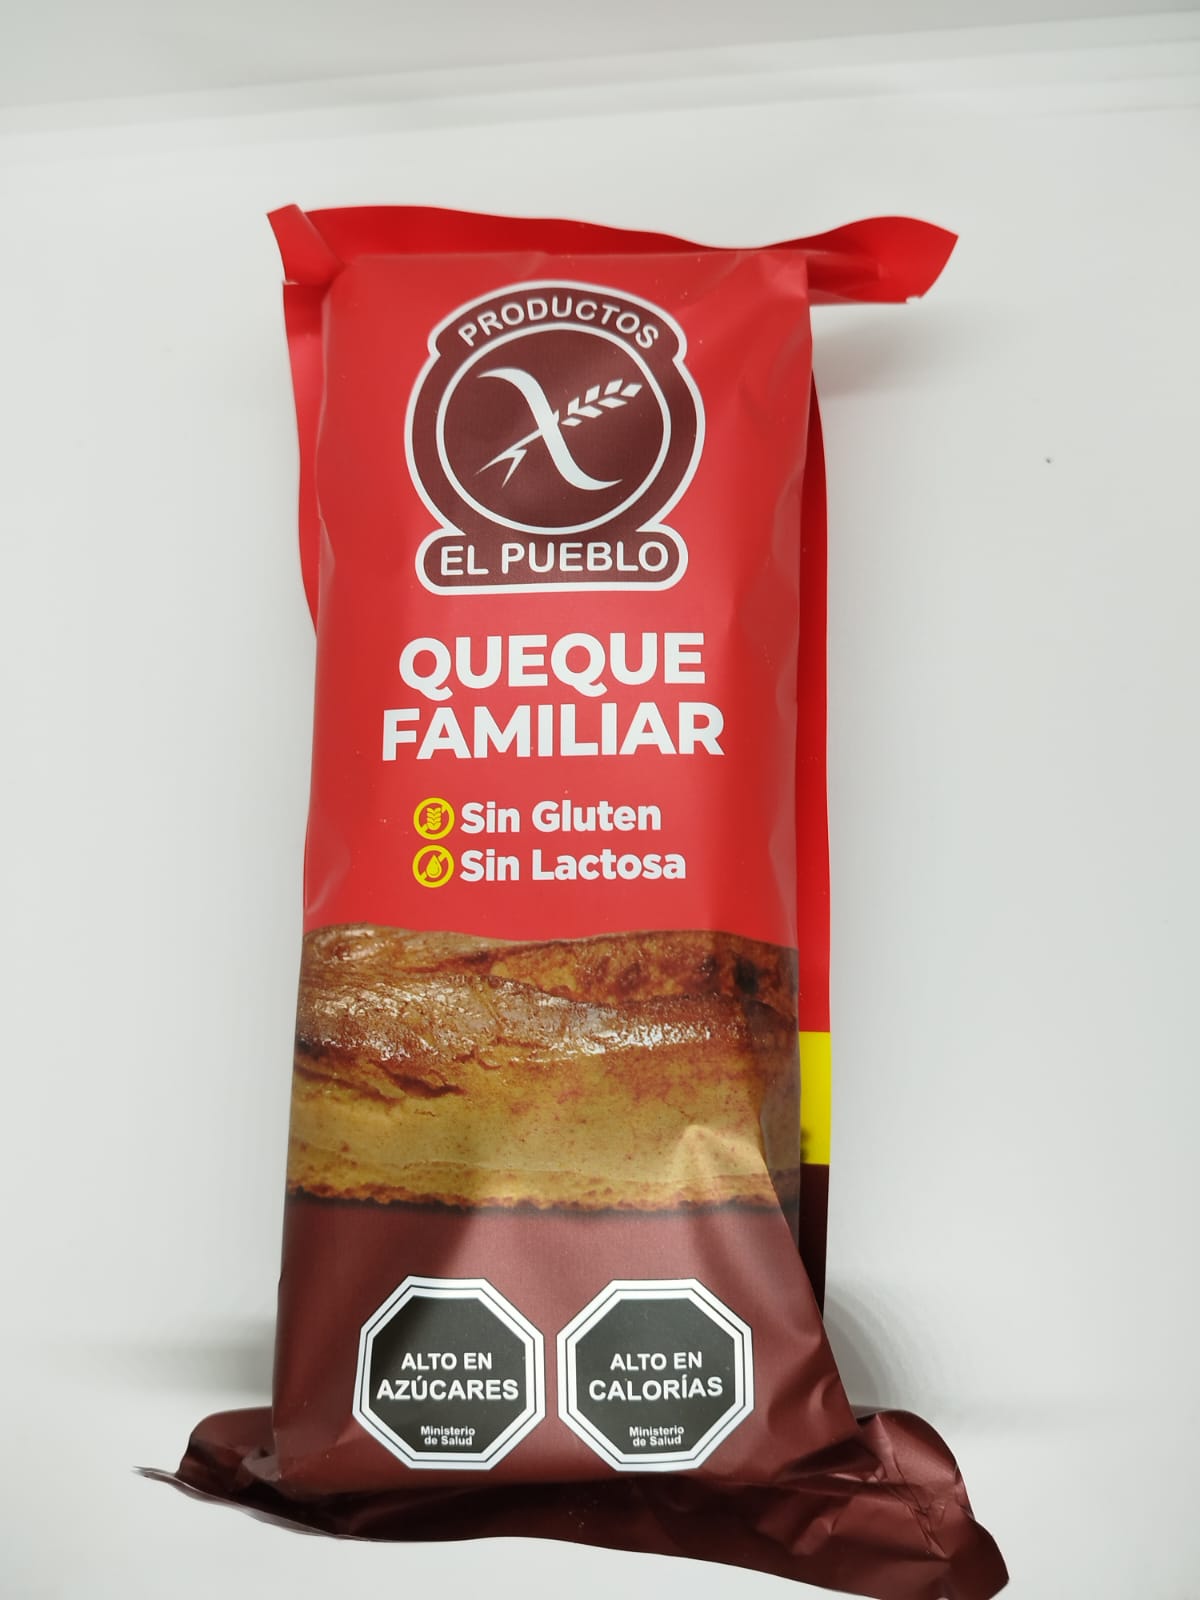 PRODUCTOS
EL PUEBLO
QUEQUE
FAMILIAR
Sin Gluten
Sin Lactosa
ALTO EN
AZÚCARES
Ministerio
de Salud
ALTO EN
CALORÍAS
Ministerio
de Salud